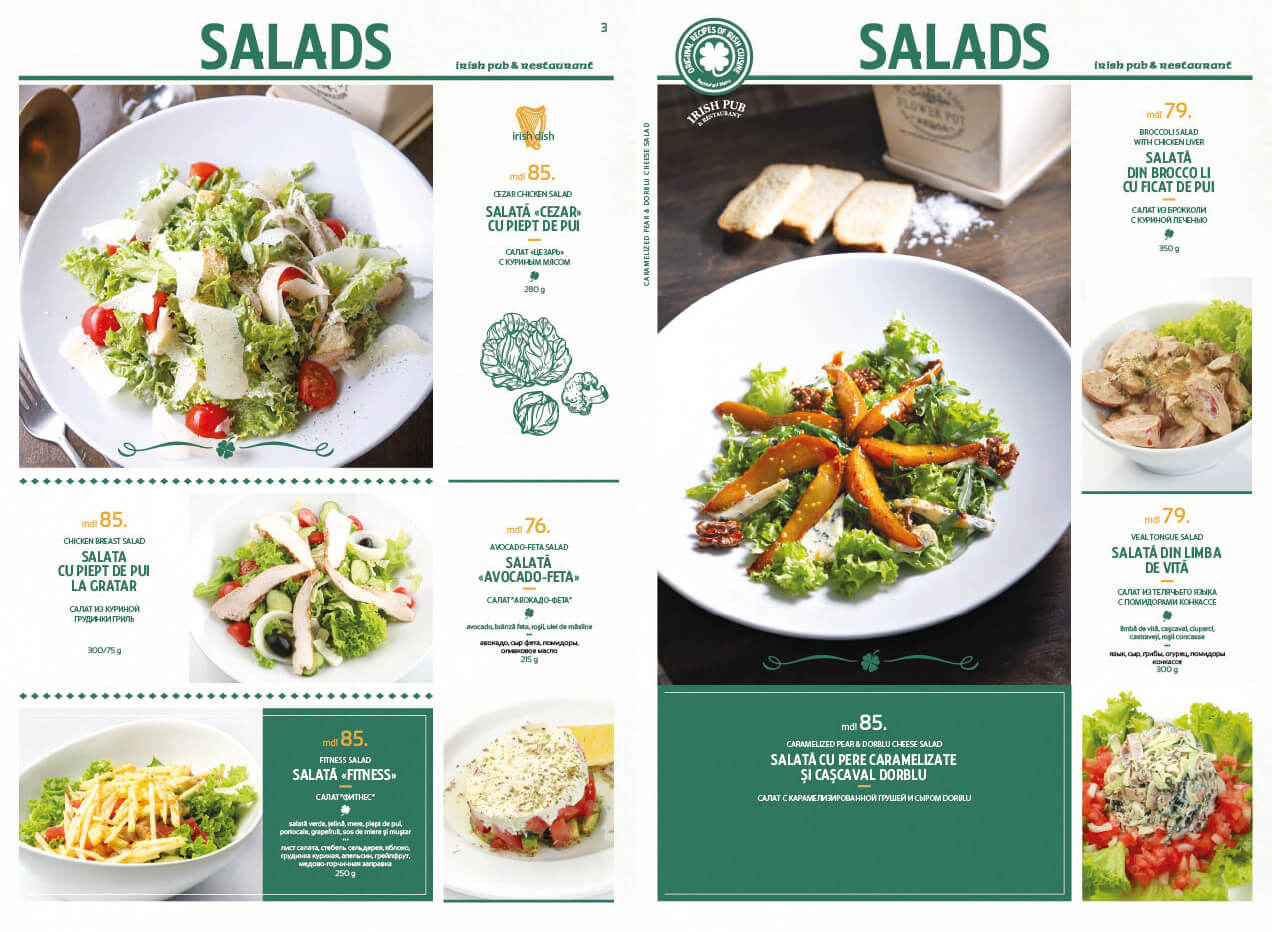 SALADS
3
irish pub & restaurant
irish dish
mdl 85.
CEZAR CHICKEN SALAD
SALATĂ «CEZAR»
CU PIEPT DE PUI
САЛАТ «ЦЕЗАРЬ»
С КУРИНЫМ МЯСОМ
280 g
mdl 85.
CHICKEN BREAST SALAD
SALATA
CU PIEPT DE PUI
LA GRATAR
САЛАТ ИЗ КУРИНОЙ
ГРУДИНКИ ГРИЛЬ
300/75 g
mdl 76.
AVOCADO-FETA SALAD
SALATĂ
«AVOCADO-FETA»
САЛАТ "АВОКАДО-ФЕТА"
avocado, brânză feta, roşii, ulei de măsline
***
авокадо, сыр фета, помидоры,
оливковое масло
215 g
mdl 85.
FITNESS SALAD
SALATĂ «FITNESS»
САЛАТ "ФИТНЕС"
salată verde, țelină, mere, piept de pui,
portocale, grapefruit, sos de miere şi muştar
***
лист салата, стебель сельдерея, яблоко,
грудинка куриная, апельсин, грейпфрут,
медово-горчичная заправка
250 g
ORIGINAL RECIPES OF IRISH CUISINE
IRISH PUB
& RESTAURANT
SALADS
irish pub & restaurant
CARAMELIZED PEAR & DORBLU CHEESE SALAD
FLOWER POT
mdl 79.
BROCCOLI SALAD
WITH CHICKEN LIVER
SALATĂ
DIN BROCCO LI
CU FICAT DE PUI
САЛАТ ИЗ БРОККОЛИ
С КУРИНОЙ ПЕЧЕНЬЮ
350 g
mdl 79.
VEAL TONGUE SALAD
SALATĂ DIN LIMBA
DE VITĂ
САЛАТ ИЗ ТЕЛЯЧЬЕГО ЯЗЫКА
С ПОМИДОРАМИ КОНКАССЕ
limbă de vită, caşcaval, ciuperci,
castraveți, roşii concasse
***
язык, сыр, грибы, огурец, помидоры
конкассе
300 g
mdl 85.
CARAMELIZED PEAR & DORBLU CHEESE SALAD
SALATĂ CU PERE CARAMELIZATE
ŞI CAŞCAVAL DORBLU
САЛАТ С КАРАМЕЛИЗИРОВАННОЙ ГРУШЕЙ И СЫРОМ DORBLU